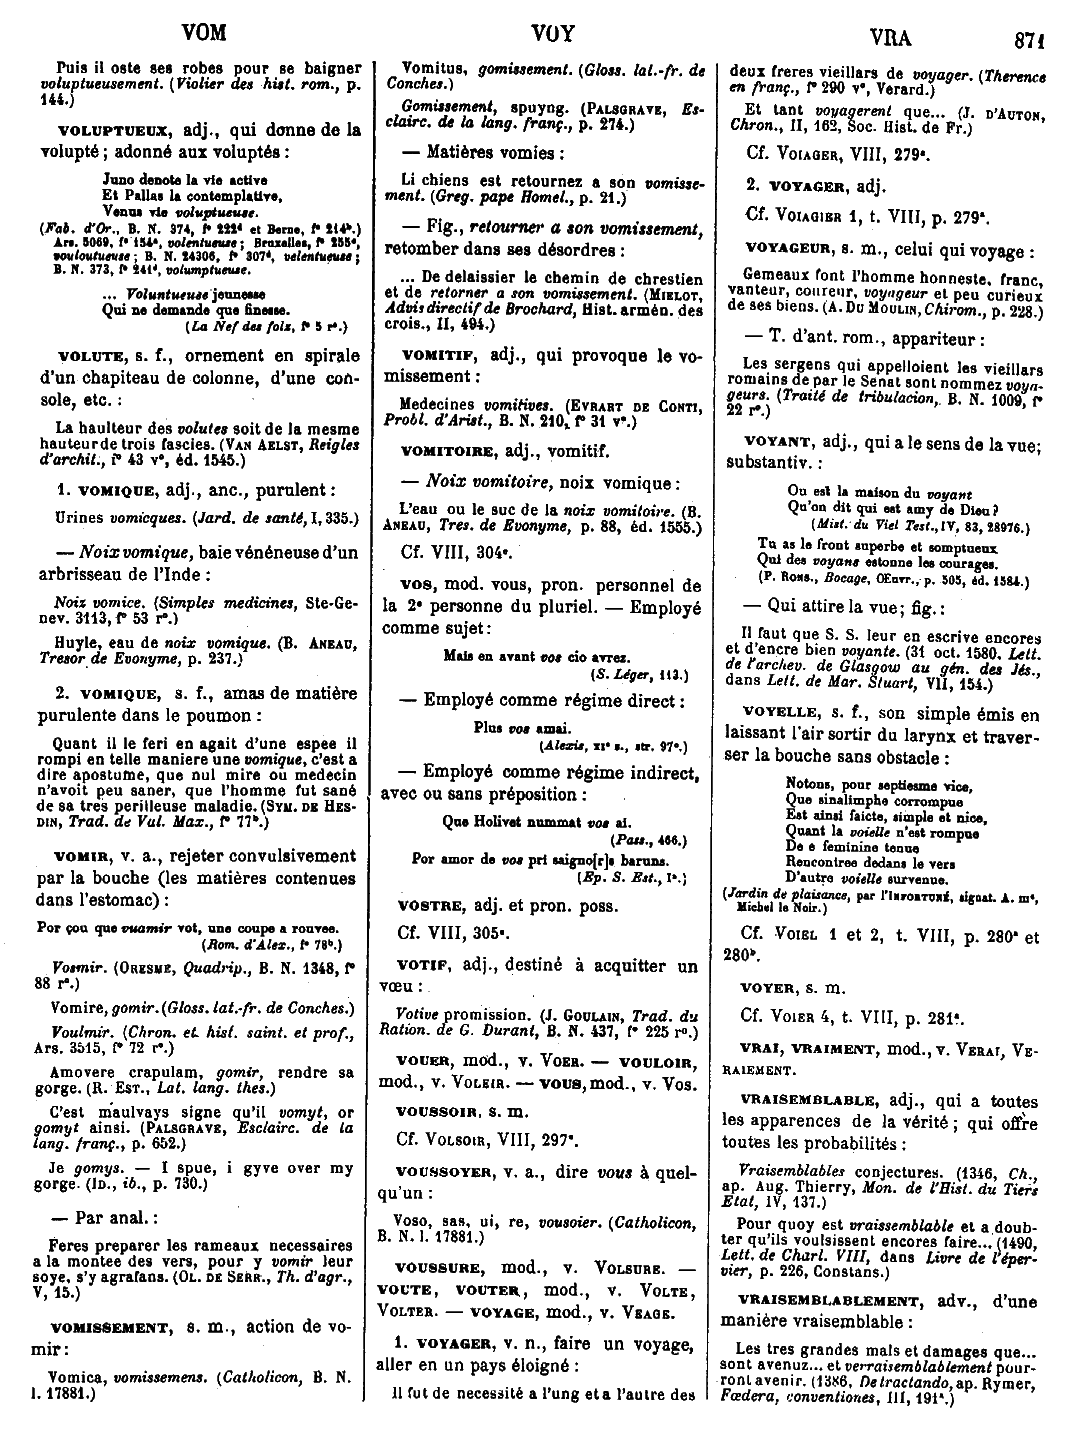 VOM
VOY
VRA
871
Puis il oste ses robes pour se baigner
voluptueusement. (Violier des hist. rom., p.
144.)
VOLUPTUEUX, adj., qui donne de la
volupté ; adonné aux voluptés :
Juno denote la vie active
Et Pallas la contemplative,
Venus vie voluptueuse.
(Fab. d'Or., B. N. 374, f° 222d et Berne, f° 214b.)
Ars. 5069, f° 154a, volentueuse ; Bruxelles, f° 255a,
vouloutueuse ; B. N. 24306, f° 307d, velentueuse ;
B. N. 373, f° 241d, volumptueuse.
... Voluntueuse jeunesse
Qui ne demande que finesse.
(La Nef des folz, f° 5 r°.)
VOLUTE, s. f., ornement en spirale
d'un chapiteau de colonne, d'une con-
sole, etc. :
La haulteur des volutes soit de la mesme
hauteur de trois fascies. (VAN AELST, Reigles
d'archit., f° 43 v°, éd. 1545.)
1. VOMIQUE, adj., anc., purulent :
Urines vomicques. (Jard. de santé, I, 335.)
— Noix vomique, baie vénéneuse d'un
arbrisseau de l'Inde :
Noix vomice. (Simples medicines, Ste-Ge-
nev. 3113, f° 53 r°.)
Huyle, eau de noix vomique. (B. ANEAU,
Tresor de Evonyme, p. 237.)
2. VOMIQUE, s. f., amas de matière
purulente dans le poumon :
Quant il le feri en agait d'une espee il
rompi en telle maniere une vomique, c'est a
dire apostume, que nul mire ou medecin
n'avoit peu saner, que l'homme fut sané
de sa tres perilleuse maladie. (SYM. DE HES-
DIN, Trad. de Val. Max., f° 77b.)
VOMIR, v. a., rejeter convulsivement
par la bouche (les matières contenues
dans l'estomac) :
Por çou que vuamir vot, une coupe a rouvee.
(Rom. d'Alex., f° 78b.)
Vosmir. (ORESME, Quadrip., B. N. 1348, f°
88 r°.)
Vomire, gomir. (Gloss. lat.-fr. de Conches.)
Voulmir. (Chron. et hist. saint. et prof.,
Ars. 3515, f° 72 r°.)
Amovere crapulam, gomir, rendre sa
gorge. (R. EST., Lat. lang. thes.)
C'est maulvays signe qu'il vomyt, or
gomyt ainsi. (PALSGRAVE, Esclairc. de la
lang. franç., p. 652.)
Je gomys. — I spue, i gyve over my
gorge. (ID., ib., p. 730.)
— Par anal. :
Feres preparer les rameaux necessaires
a la montee des vers, pour y vomir leur
soye, s'y agrafans. (OL. DE SERR., Th. d'agr.,
V, 15.)
VOMISSEMENT, s. m., action de vo-
mir :
Vomica, vomissemens. (Catholicon, B. N.
l. 17881.)
Vomitus, gomissement. (Gloss. lat.-fr. de
Conches.)
Gomissement, spuyng. (PALSGRAVE, Es-
clairc. de la lang. franç., p. 274.)
— Matières vomies :
Li chiens est retournez a son vomisse-
ment. (Greg. pape Homel., p. 21.)
— Fig., retourner a son vomissement,
retomber dans ses désordres :
... De delaissier le chemin de chrestien
et de retorner a son vomissement. (MIELOT,
Advis directif de Brochard, Hist. armén. des
crois., II, 494.)
VOMITIF, adj., qui provoque le vo-
missement :
Medecines vomitives. (EVRART DE CONTI,
Probl. d'Arist., B. N. 210, f° 31 v°.)
VOMITOIRE, adj., vomitif.
— Noix vomitoire, noix vomique :
L'eau ou le suc de la noix vomitoire. (B.
ANEAU, Tres. de Evonyme, p. 88, éd. 1555.)
Cf. VIII, 304c.
VOS, mod. vous, pron. personnel de
la 2e personne du pluriel. — Employé
comme sujet :
Mais en avant vos cio avrez.
(S. Léger, 113.)
— Employé comme régime direct :
Plus vos amai.
(Alexis, XIe s., str. 97e.)
— Employé comme régime indirect,
avec ou sans préposition :
Que Holivet nummat vos ai.
(Pass., 466.)
Por amor de vos pri saigno[r]s baruns.
(Ep. S. Est., Ia.)
VOSTRE, adj. et pron. poss.
Cf. VIII, 305a.
VOTIF, adj., destiné à acquitter un
vœu :
Votive promission. (J. GOULAIN, Trad. du
Ration. de G. Durant, B. N. 437, f° 225 r°.)
VOUER, mod., v. VOER. — VOULOIR,
mod., v. VOLEIR. — VOUS, mod., v. VOS.
VOUSSOIR, s. m.
Cf. VOLSOIR, VIII, 297a.
VOUSSOYER, v. a., dire vous à quel-
qu'un :
Voso, sas, ui, re, vousoier. (Catholicon,
B. N. l. 17881.)
VOUSSURE, mod., v. VOLSURE. —
VOUTE, VOUTER, mod., v. VOLTE,
VOLTER. — VOYAGE, mod., v. VEAGE.
1. VOYAGER, v. n., faire un voyage,
aller en un pays éloigné :
Il fut de necessité a l'ung et a l'autre des
deux freres vieillars de voyager. (Therence
en franç., f° 290 v°, Verard.)
Et tant voyagerent que... (J. D'AUTON,
Chron., II, 162, Soc. Hist. de Fr.)
Cf. VOIAGER, VIII, 279a.
2. VOYAGER, adj.
Cf. VOIAGIER 1, t. VIII, p. 279a.
VOYAGEUR, s. m., celui qui voyage :
Gemeaux font l'homme honneste, franc,
vanteur, coureur, voyageur et peu curieux
de ses biens. (A. DU MOULIN, Chirom., p. 228.)
— T. d'ant. rom., appariteur :
Les sergens qui appelloient les vieillars
romains de par le Senat sont nommez voya-
geurs. (Traité de tribulacion, B. N. 1009, f°
22 r°.)
VOYANT, adj., qui a le sens de la vue ;
substantiv. :
Ou est la maison du voyant
Qu'on dit qui est amy de Dieu ?
(Mist. du Viel Test., IV, 83, 28976.)
Tu as le front superbe et somptueux
Qui des voyans estonne les courages.
(P. RONS., Bocage, Œuvr., p. 505, éd. 1584.)
— Qui attire la vue ; fig. :
Il faut que S. S. leur en escrive encores
et d'encre bien voyante. (31 oct. 1580, Lett.
de l'archev. de Glasgow au gén. des Jés.,
dans Lett. de Mar. Stuart, VII, 154.)
VOYELLE, s. f., son simple émis en
laissant l'air sortir du larynx et traver-
ser la bouche sans obstacle :
Notons, pour septiesme vice,
Que sinalimphe corrompue
Est ainsi faicte, simple et nice,
Quant la voielle n'est rompue
De e feminine tenue
Rencontree dedans le vers
D'autre voielle survenue.
(Jardin de plaisance, par l'INFORTUNÉ, signat. A. m4,
Michel le Noir.)
Cf. VOIEL 1 et 2, t. VIII, p. 280a et
280b.
VOYER, s. m.
Cf. VOIER 4, t. VIII, p. 281a.
VRAI, VRAIMENT, mod., v. VERAI, VE-
RAIEMENT.
VRAISEMBLABLE, adj., qui a toutes
les apparences de la vérité ; qui offre
toutes les probabilités :
Vraisemblables conjectures. (1346, Ch.,
ap. Aug. Thierry, Mon. de l'Hist. du Tiers
Etat, IV, 137.)
Pour quoy est vraissemblable et a doub-
ter qu'ils voulsissent encores faire... (1490,
Lett. de Charl. VIII, dans Livre de l'éper-
vier, p. 226, Constans.)
VRAISEMBLABLEMENT, adv., d'une
manière vraisemblable :
Les tres grandes mals et damages que...
sont avenuz... et verraisemblablement pour-
ront avenir. (1386, De tractando, ap. Rymer,
Fœdera, conventiones, III, 191a.)